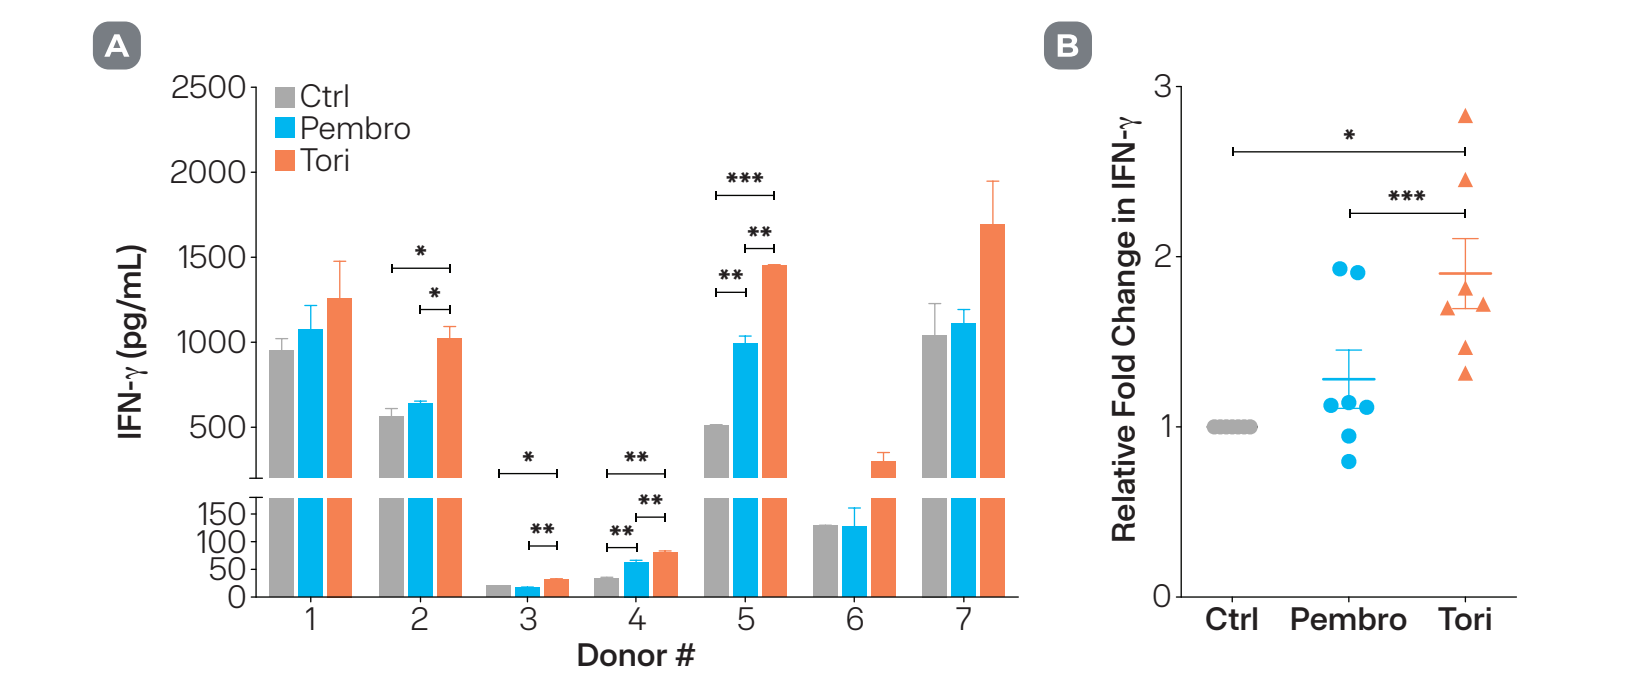 A
2500
2000
1500
1000
500
150
100
50
0
IFN-γ (pg/mL)
Ctrl
Pembro
Tori
*
*
*
**
**
**
**
***
**
**
1 2 3 4 5 6 7
Donor #
B
3
2
1
0
Relative Fold Change in IFN-γ
*
***
Ctrl Pembro Tori